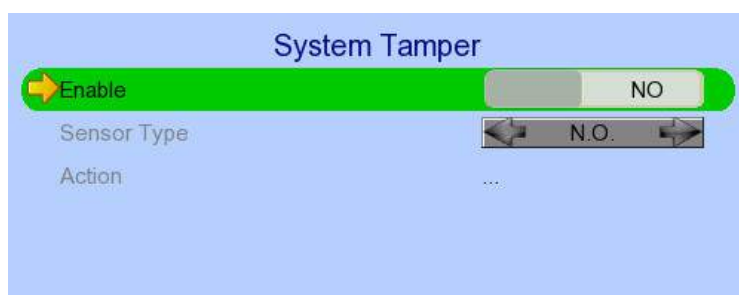 System Tamper
Enable NO
Sensor Type N.O.
Action ...